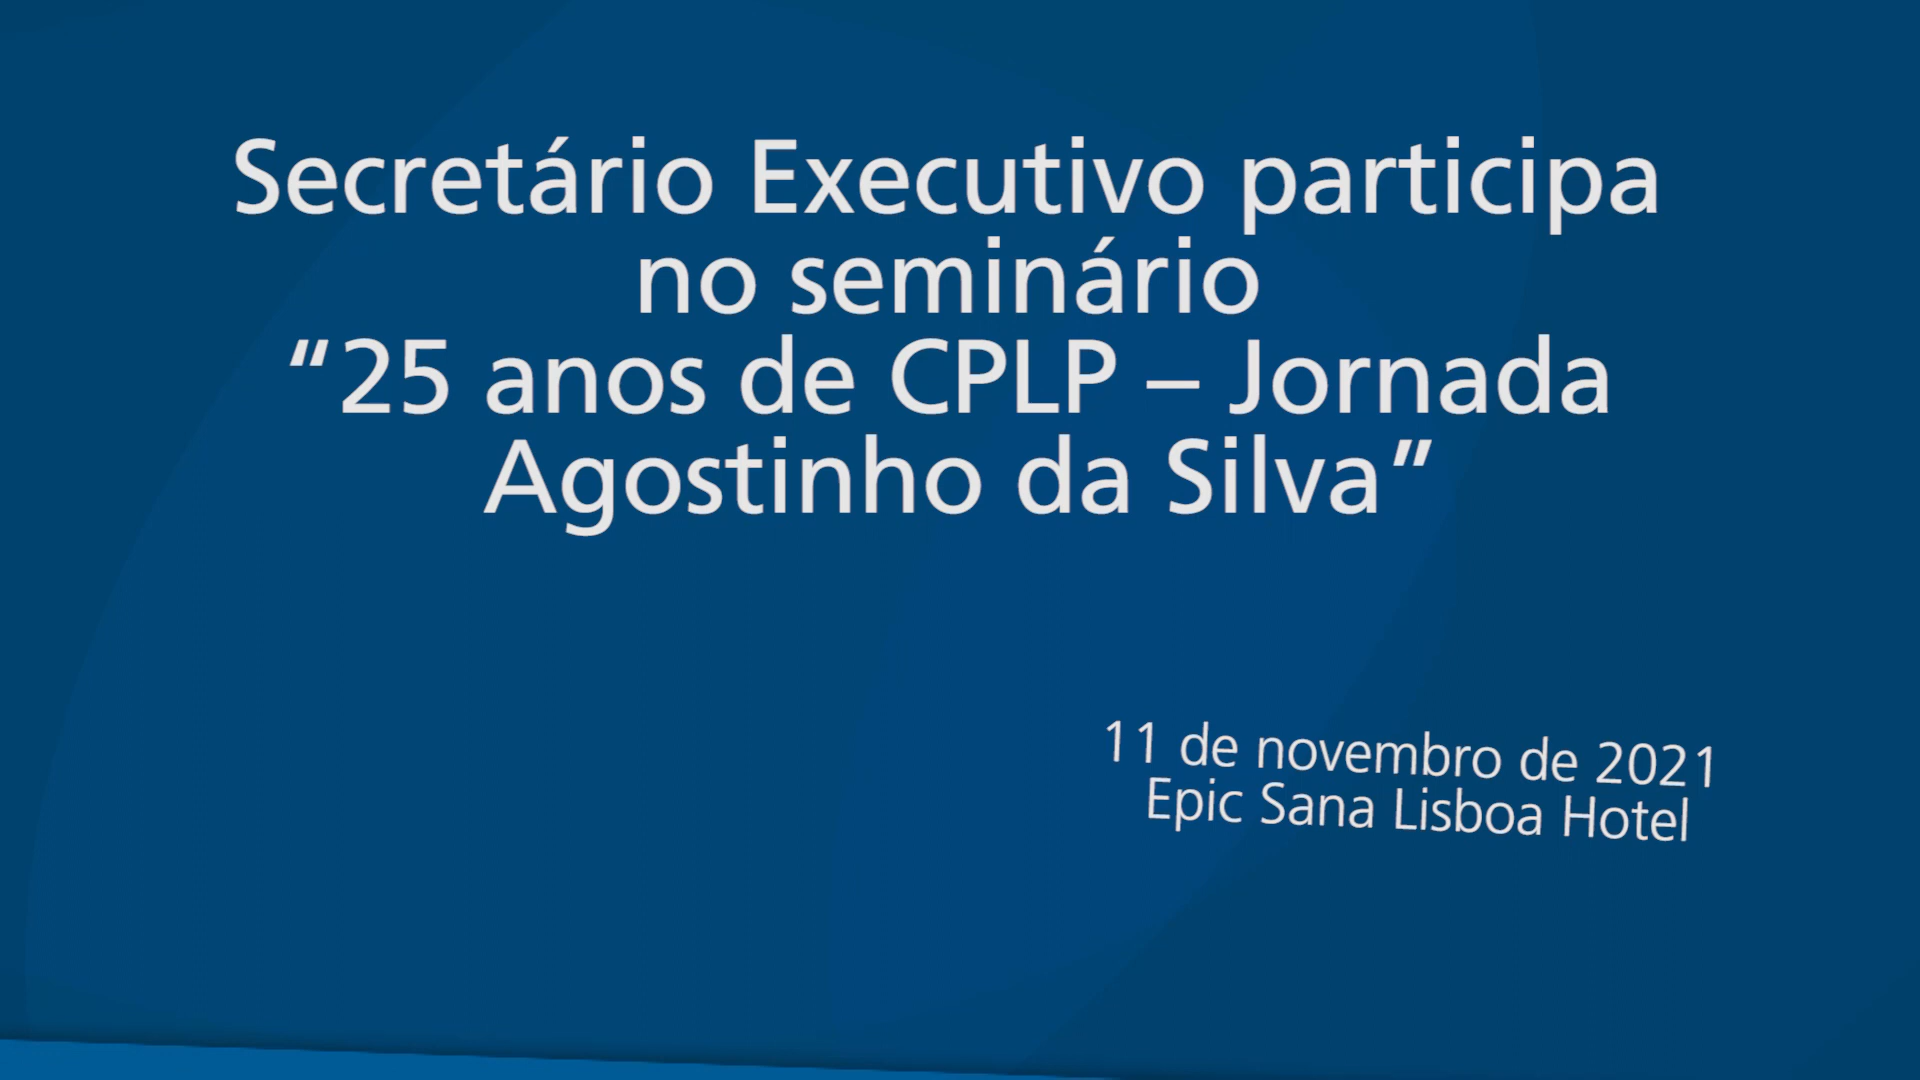 Secretário Executivo participa
no seminário
“25 anos de CPLP – Jornada
Agostinho da Silva”
11 de novembro de 2021
Epic Sana Lisboa Hotel